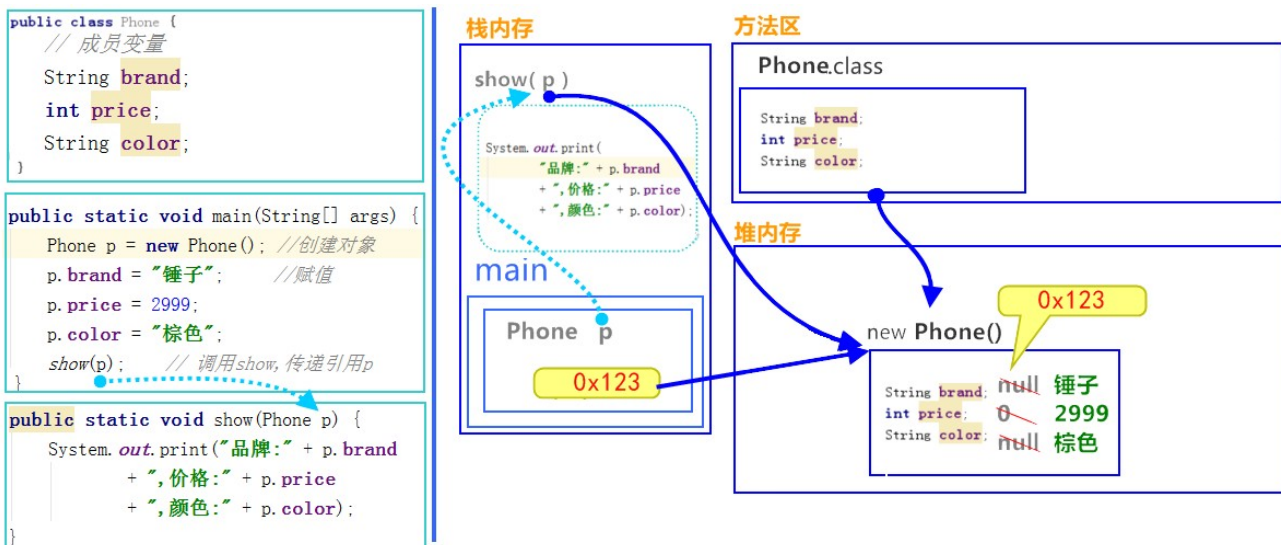 public class Phone {
// 成员变量
String brand;
int price;
String color;
}
public static void main(String[] args) {
Phone p = new Phone(); //创建对象
p.brand = "锤子"; //赋值
p.price = 2999;
p.color = "棕色";
show(p); // 调用show,传递引用p
}
public static void show(Phone p) {
System.out.print("品牌:" + p.brand
+ ",价格:" + p.price
+ ",颜色:" + p.color);
}
栈内存
show( p )
System.out.print(
"品牌:" + p.brand
+ ",价格:" + p.price
+ ",颜色:" + p.color);
main
Phone p
0x123
方法区
Phone.class
String brand;
int price;
String color;
堆内存
0x123
new Phone()
String brand; null 锤子
int price; 0 2999
String color; null 棕色